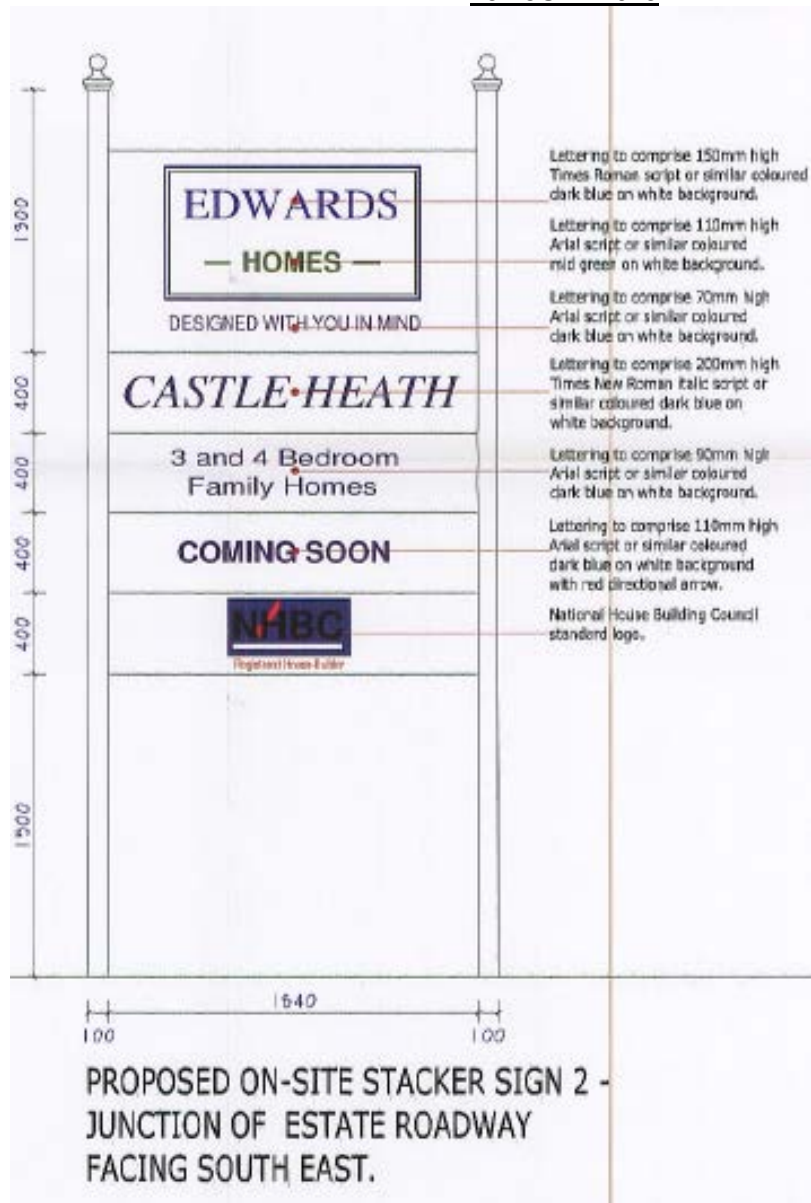 EDWARDS
— HOMES —
DESIGNED WITH YOU IN MIND
CASTLE HEATH
3 and 4 Bedroom
Family Homes
COMING SOON
NHBC
Registered House-Builder
Lettering to comprise 150mm high
Times Roman script or similar coloured
dark blue on white background.
Lettering to comprise 110mm high
Arial script or similar coloured
mid green on white background.
Lettering to comprise 70mm high
Arial script or similar coloured
dark blue on white background.
Lettering to comprise 200mm high
Times New Roman italic script or
similar coloured dark blue on
white background.
Lettering to comprise 90mm high
Arial script or similar coloured
dark blue on white background.
Lettering to comprise 110mm high
Arial script or similar coloured
dark blue on white background
with red directional arrow.
National House Building Council
standard logo.
1300
400
400
400
400
1500
100
1840
100
PROPOSED ON-SITE STACKER SIGN 2 -
JUNCTION OF ESTATE ROADWAY
FACING SOUTH EAST.